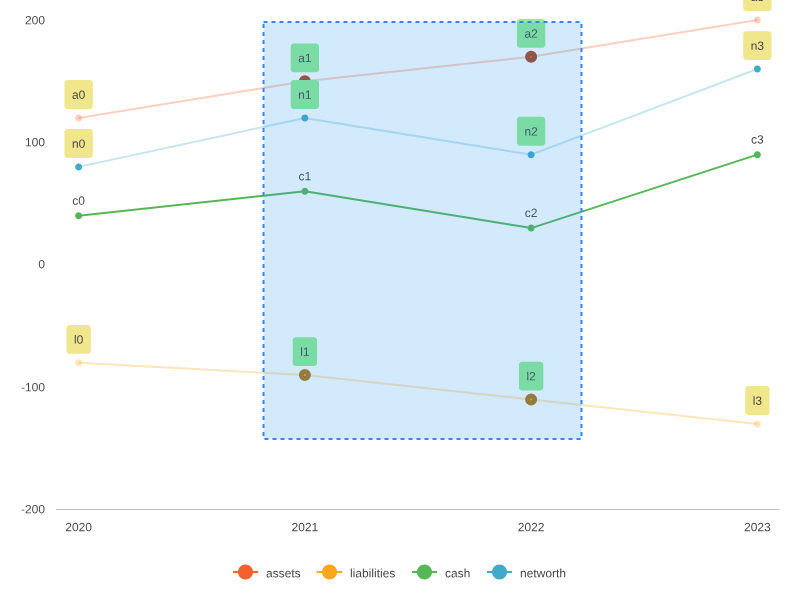 200
a2
a1
n3
a0
n1
100
n0
n2
c3
c1
c0
c2
0
l0
l1
l2
-100
l3
-200
2020 2021 2022 2023
assets liabilities cash networth